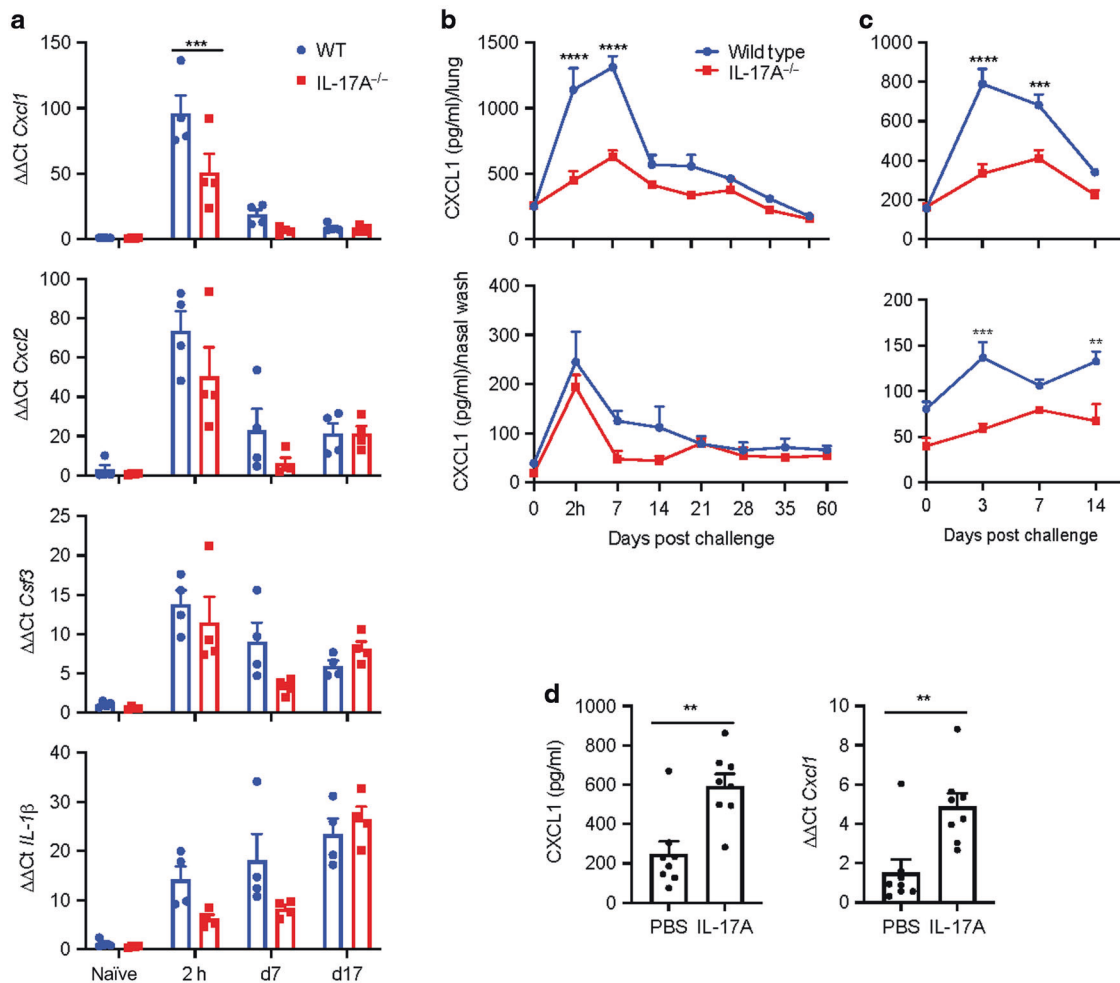 a
***
WT
IL-17A−/−
ΔΔCt Cxcl1
150
100
50
0
ΔΔCt Cxcl2
100
80
60
40
20
0
ΔΔCt Csf3
25
20
15
10
5
0
ΔΔCt IL-1β
40
30
20
10
0
Naïve 2 h d7 d17
b
Wild type
IL-17A−/−
**** ****
CXCL1 (pg/ml)/lung
1500
1000
500
0
CXCL1 (pg/ml)/nasal wash
400
300
200
100
0
0 2h 7 14 21 28 35 60
Days post challenge
c
**** ***
1000
800
600
400
200
0
*** **
200
150
100
50
0
0 3 7 14
Days post challenge
d
**
CXCL1 (pg/ml)
1000
800
600
400
200
0
PBS IL-17A
**
ΔΔCt Cxcl1
10
8
6
4
2
0
PBS IL-17A